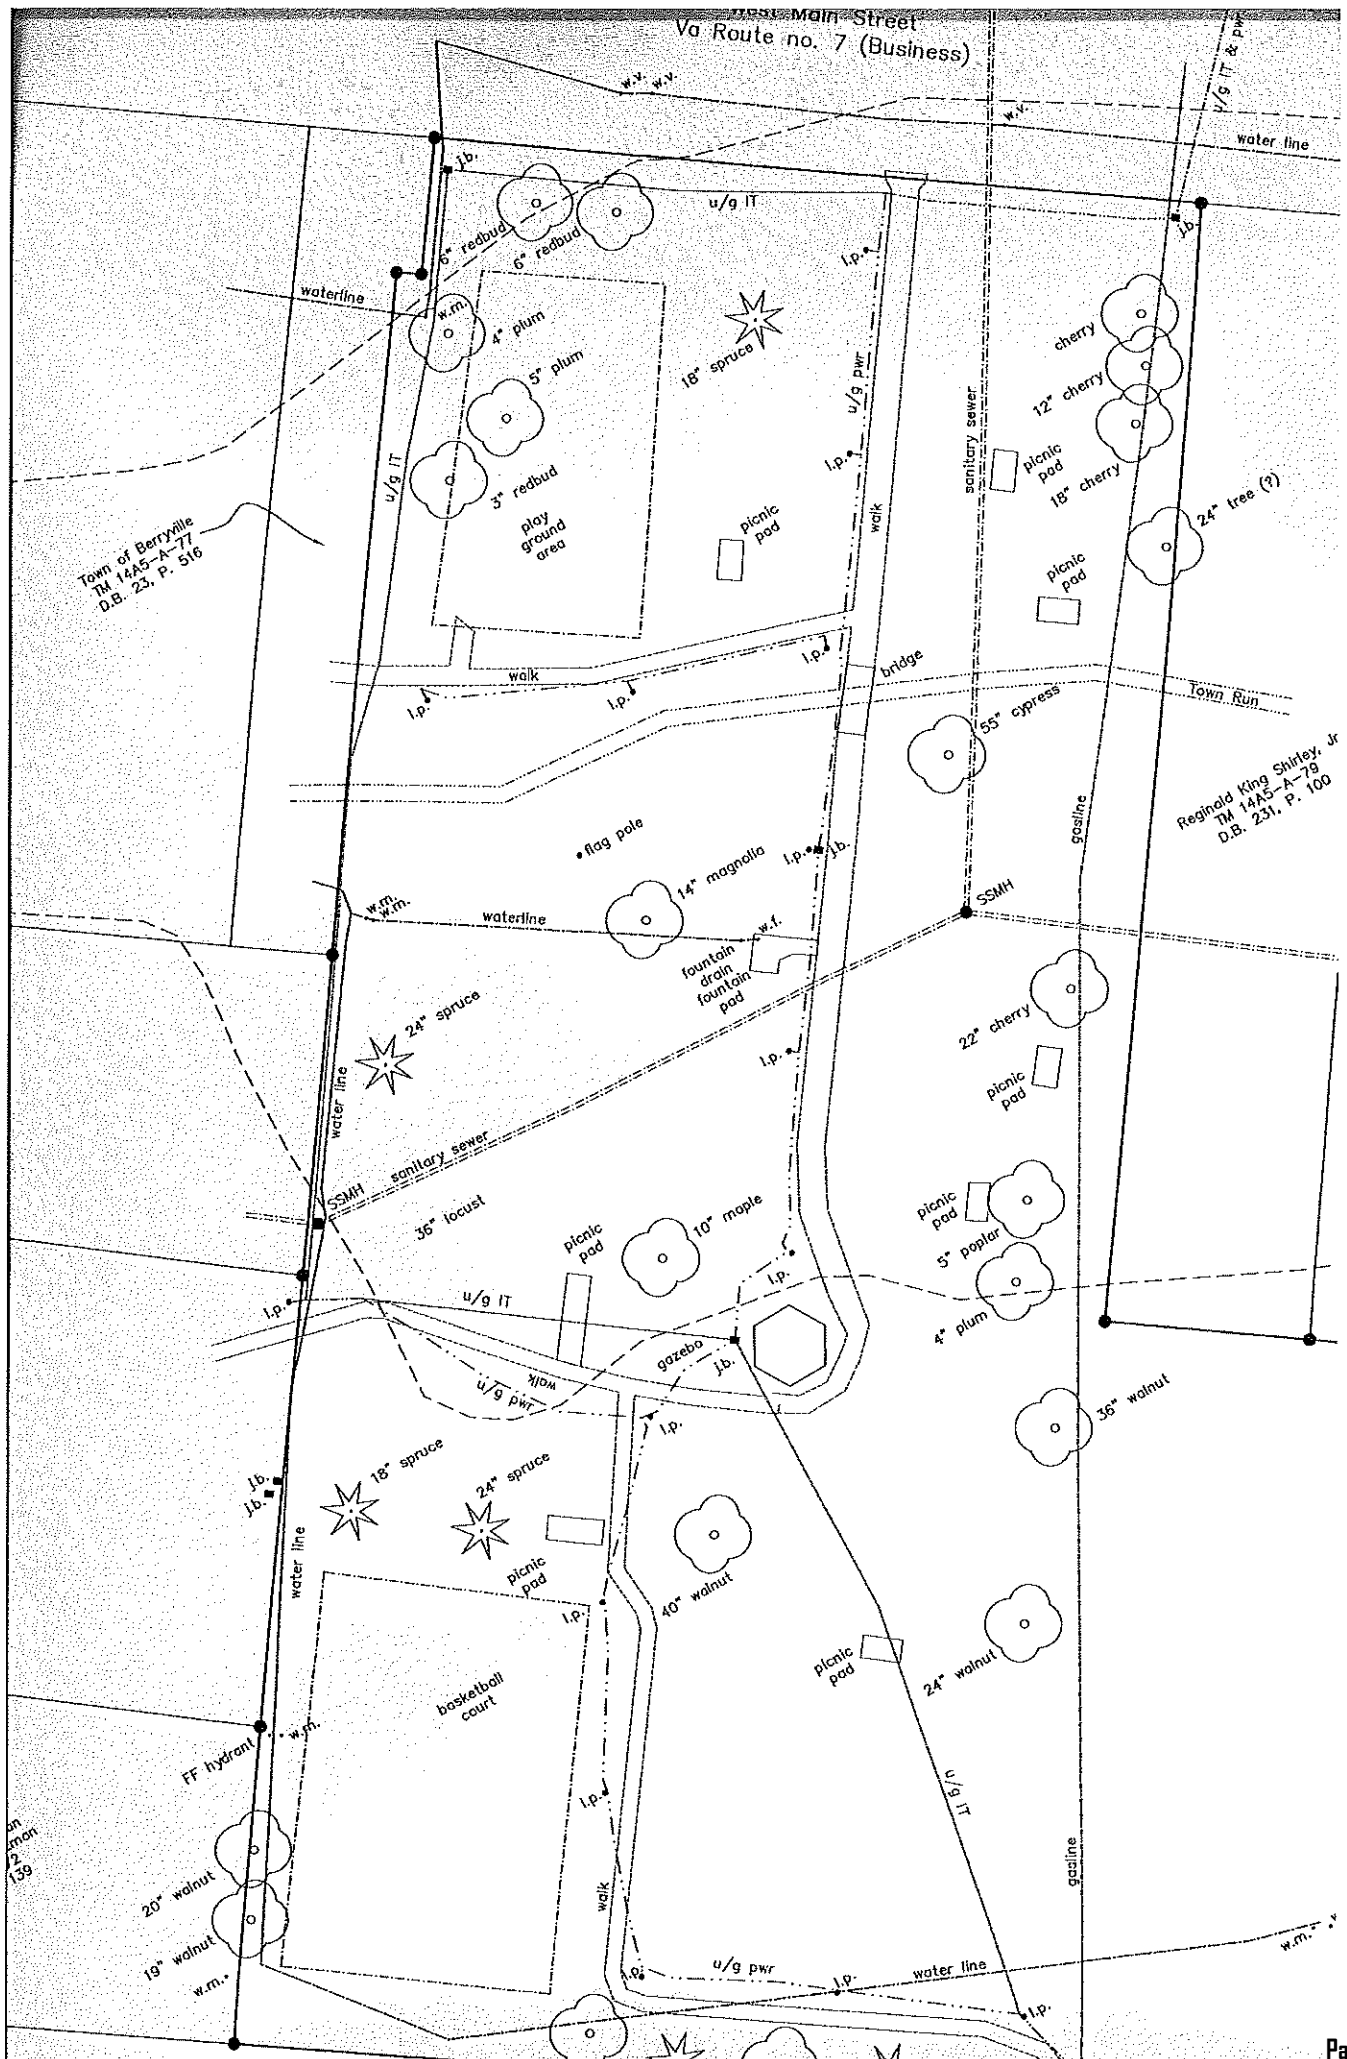 West Main Street
Va Route no. 7 (Business)
w.v.
w.v.
w.v.
u/g IT & pwr
water line
j.b.
u/g IT
6" redbud
6" redbud
l.p.
j.b.
waterline
w.m.
4" plum
5" plum
18" spruce
u/g pwr
cherry
12" cherry
sanitary sewer
picnic
pad
18" cherry
24" tree (?)
l.p.
u/g IT
3" redbud
play
ground
area
picnic
pad
walk
Town of Berryville
TM 14A5-A-77
D.B. 23, P. 516
picnic
pad
walk
l.p.
l.p.
l.p.
bridge
Town Run
55" cypress
Reginald King Shirley, Jr
TM 14A5-A-79
D.B. 231, P. 100
gasline
flag pole
l.p.
j.b.
14" magnolia
SSMH
w.m.
w.m.
waterline
w.f.
fountain
drain
fountain
pad
24" spruce
22" cherry
l.p.
picnic
pad
water line
sanitary sewer
SSMH
36" locust
picnic
pad
10" maple
picnic
pad
5" poplar
l.p.
u/g IT
l.p.
4" plum
gazebo
j.b.
walk
u/g pwr
l.p.
36" walnut
18" spruce
24" spruce
j.b.
j.b.
water line
picnic
pad
l.p.
40" walnut
picnic
pad
24" walnut
basketball
court
w.m.
FF hydrant
l.p.
u/g IT
an
man
2
139
gasline
20" walnut
walk
19" walnut
w.m.
w.m.
l.p.
u/g pwr
l.p.
water line
l.p.
Pa